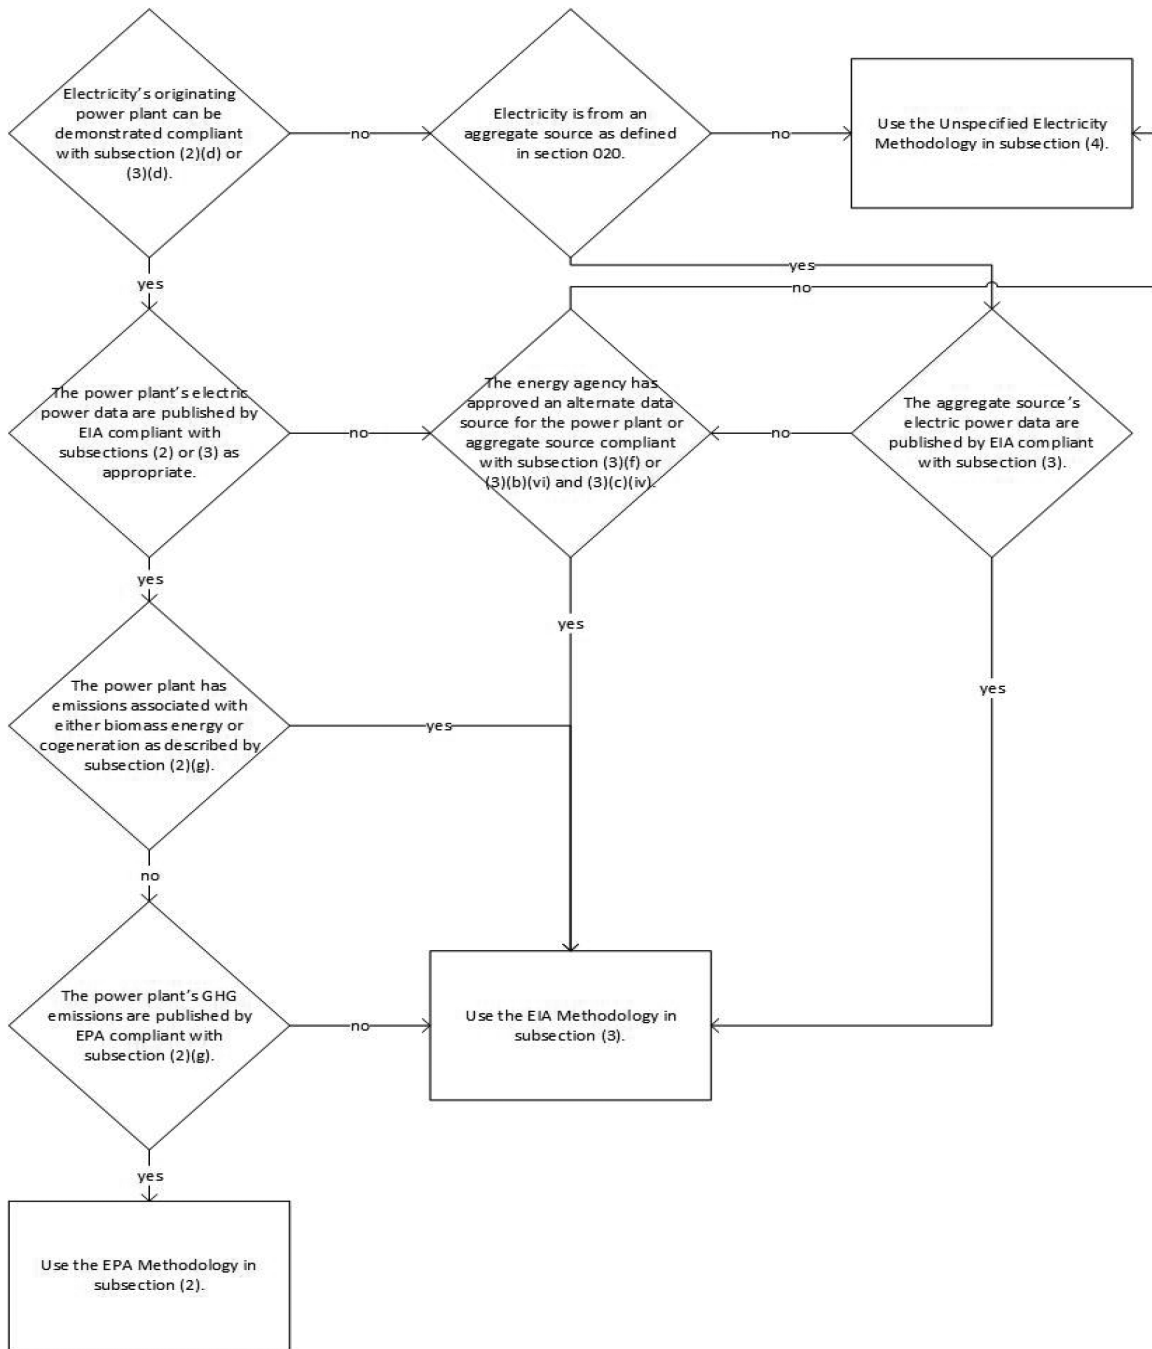 Electricity's originating
power plant can be
demonstrated compliant
with subsection (2)(d) or
(3)(d).
no
Electricity is from an
aggregate source as defined
in section 020.
no
Use the Unspecified Electricity
Methodology in subsection (4).
yes
yes
no
The power plant's electric
power data are published by
EIA compliant with
subsections (2) or (3) as
appropriate.
no
The energy agency has
approved an alternate data
source for the power plant or
aggregate source compliant
with subsection (3)(f) or
(3)(b)(vi) and (3)(c)(iv).
no
The aggregate source's
electric power data are
published by EIA compliant
with subsection (3).
yes
yes
yes
The power plant has
emissions associated with
either biomass energy or
cogeneration as described by
subsection (2)(g).
yes
no
The power plant's GHG
emissions are published by
EPA compliant with
subsection (2)(g).
no
Use the EIA Methodology in
subsection (3).
yes
Use the EPA Methodology in
subsection (2).